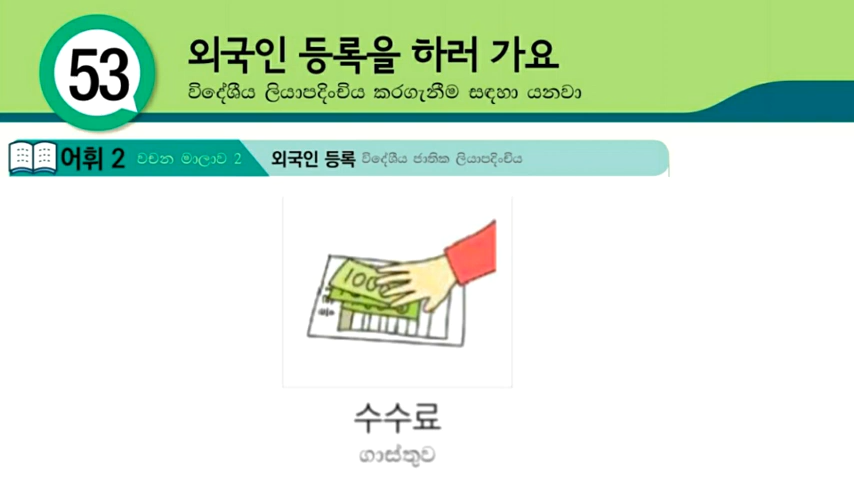 53
외국인 등록을 하러 가요
විදේශීය ලියාපදිංචිය කරගැනීම සඳහා යනවා
어휘 2 වචන මාලාව 2 외국인 등록 විදේශීය ජාතික ලියාපදිංචිය
수수료
ගාස්තුව